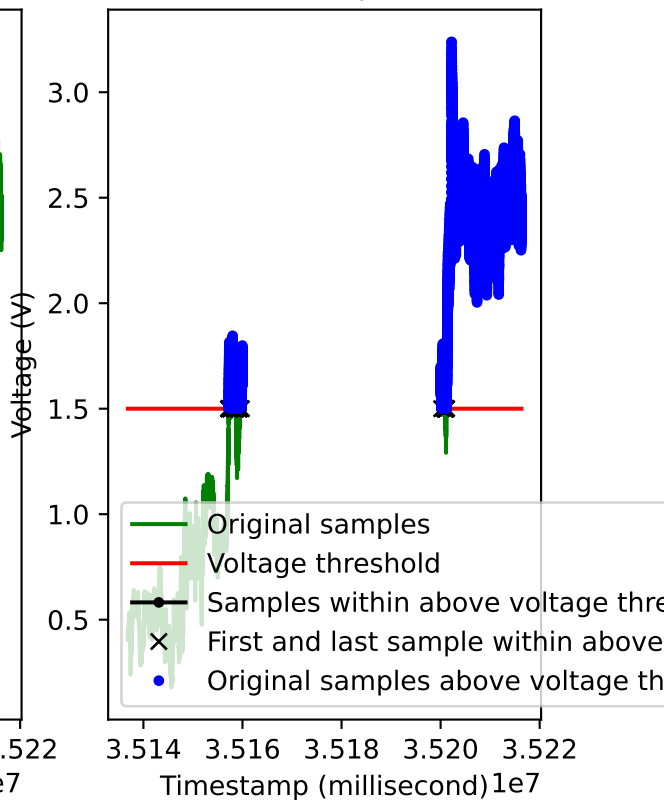 3.0
2.5
2.0
1.5
1.0
0.5
Voltage (V)
Original samples
Voltage threshold
Samples within above voltage thre
First and last sample within above
Original samples above voltage th
.522
3.514 3.516 3.518 3.520 3.522
e7
Timestamp (millisecond) 1e7